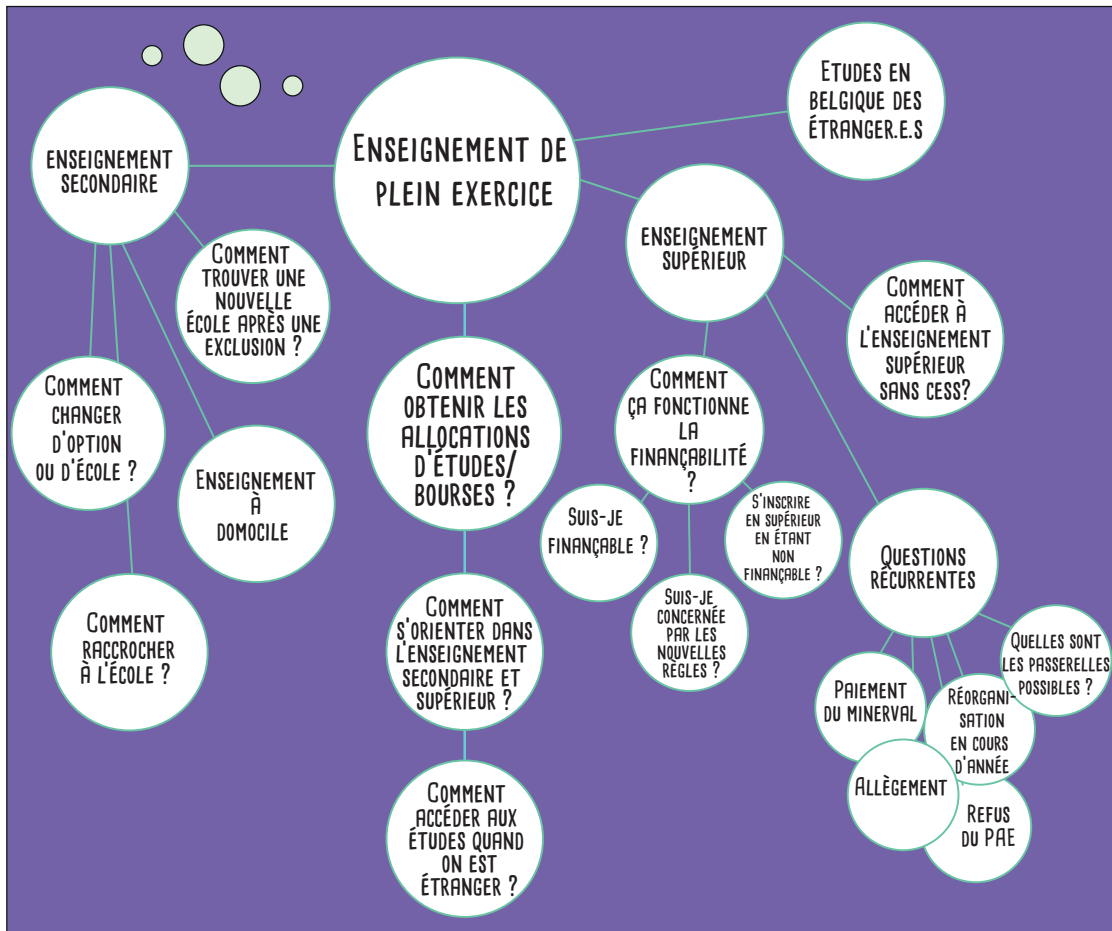 ENSEIGNEMENT DE
PLEIN EXERCICE
ETUDES EN
BELGIQUE DES
ÉTRANGER.E.S
ENSEIGNEMENT
SECONDAIRE
COMMENT
TROUVER UNE
NOUVELLE
ÉCOLE APRÈS UNE
EXCLUSION ?
COMMENT
CHANGER
D'OPTION
OU D'ÉCOLE ?
ENSEIGNEMENT
À
DOMICILE
COMMENT
RACCROCHER
À L'ÉCOLE ?
COMMENT
OBTENIR LES
ALLOCATIONS
D'ÉTUDES/
BOURSES ?
COMMENT
S'ORIENTER DANS
L'ENSEIGNEMENT
SECONDAIRE ET
SUPÉRIEUR ?
COMMENT
ACCÉDER AUX
ÉTUDES QUAND
ON EST
ÉTRANGER ?
ENSEIGNEMENT
SUPÉRIEUR
COMMENT
ACCÉDER À
L'ENSEIGNEMENT
SUPÉRIEUR
SANS CESS?
COMMENT
ÇA FONCTIONNE
LA
FINANÇABILITÉ
?
SUIS-JE
FINANÇABLE ?
SUIS-JE
CONCERNÉE
PAR LES
NOUVELLES
RÈGLES ?
S'INSCRIRE
EN SUPÉRIEUR
EN ÉTANT
NON
FINANÇABLE ?
QUESTIONS
RÉCURRENTES
PAIEMENT
DU MINERVAL
ALLÈGEMENT
REFUS
DU PAE
RÉORGANI-
SATION
EN COURS
D'ANNÉE
QUELLES SONT
LES PASSERELLES
POSSIBLES ?